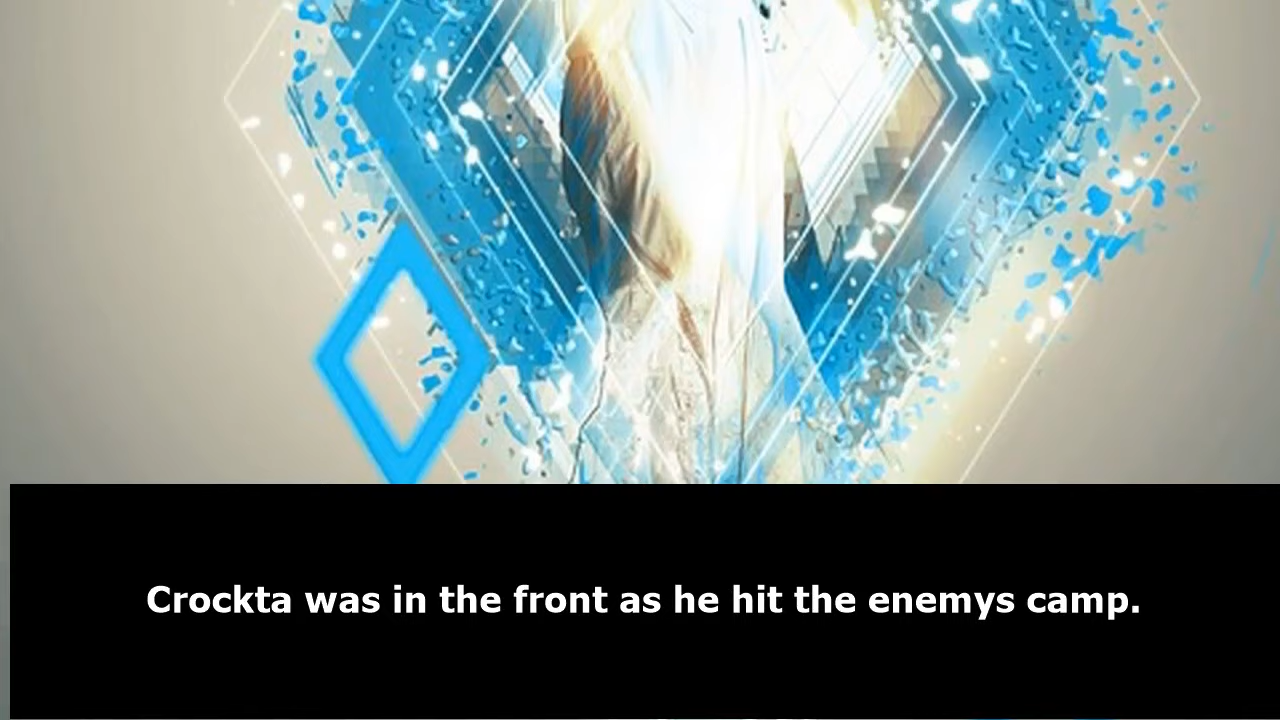 Crockta was in the front as he hit the enemys camp.